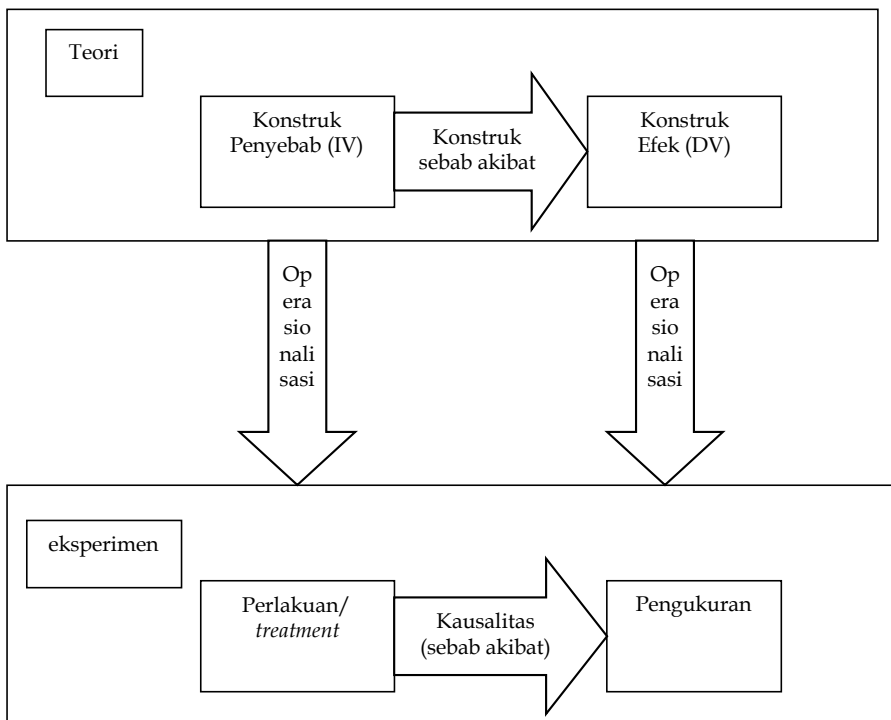 Teori
Konstruk
Penyebab (IV)
Konstruk
sebab akibat
Konstruk
Efek (DV)
Op
era
sio
nali
sasi
Op
era
sio
nali
sasi
eksperimen
Perlakuan/
treatment
Kausalitas
(sebab akibat)
Pengukuran